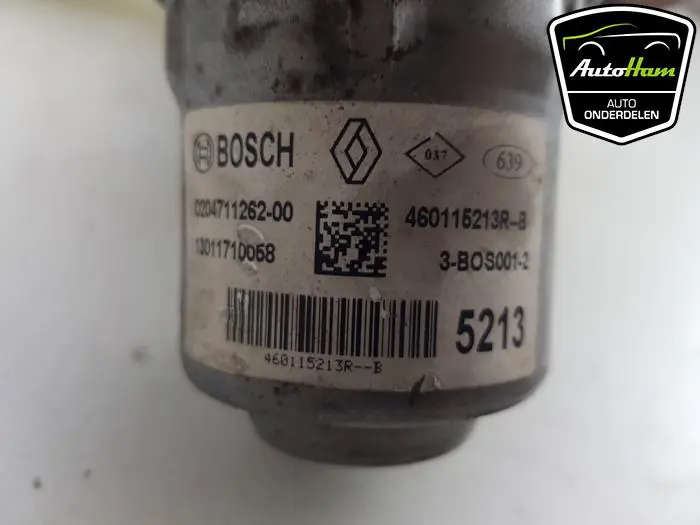 AutoHam
AUTO
ONDERDELEN
BOSCH
037
639
0204711262-00
460115213R--B
13011710058
3-BOS001-2
5213
460115213R--B